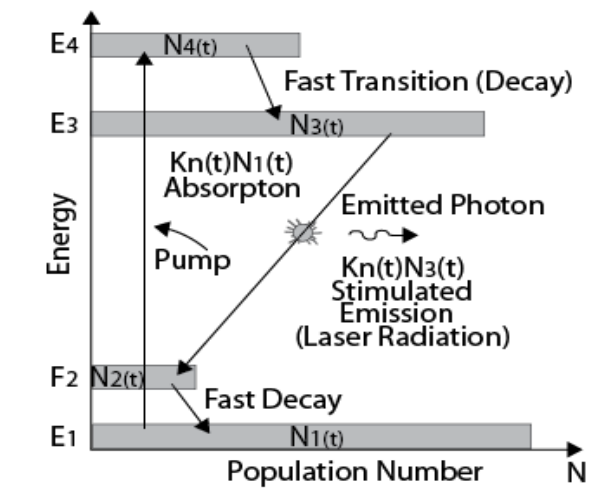 E4
N4(t)
Fast Transition (Decay)
E3
N3(t)
Kn(t)N1(t)
Absorpton
Emitted Photon
Energy
Pump
Kn(t)N3(t)
Stimulated
Emission
(Laser Radiation)
F2
N2(t)
Fast Decay
E1
N1(t)
Population Number
N